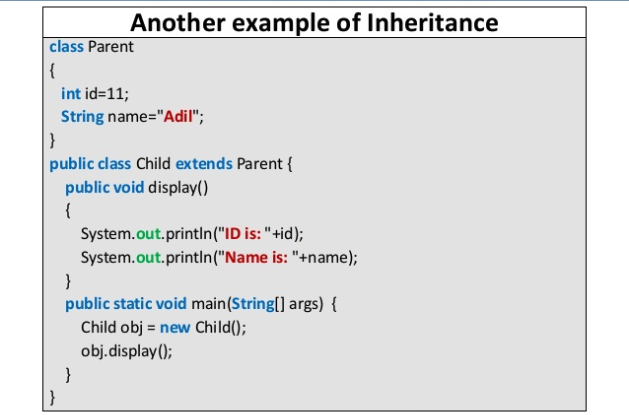 Another example of Inheritance
class Parent
{
int id=11;
String name="Adil";
}
public class Child extends Parent {
public void display()
{
System.out.println("ID is: "+id);
System.out.println("Name is: "+name);
}
public static void main(String[] args) {
Child obj = new Child();
obj.display();
}
}